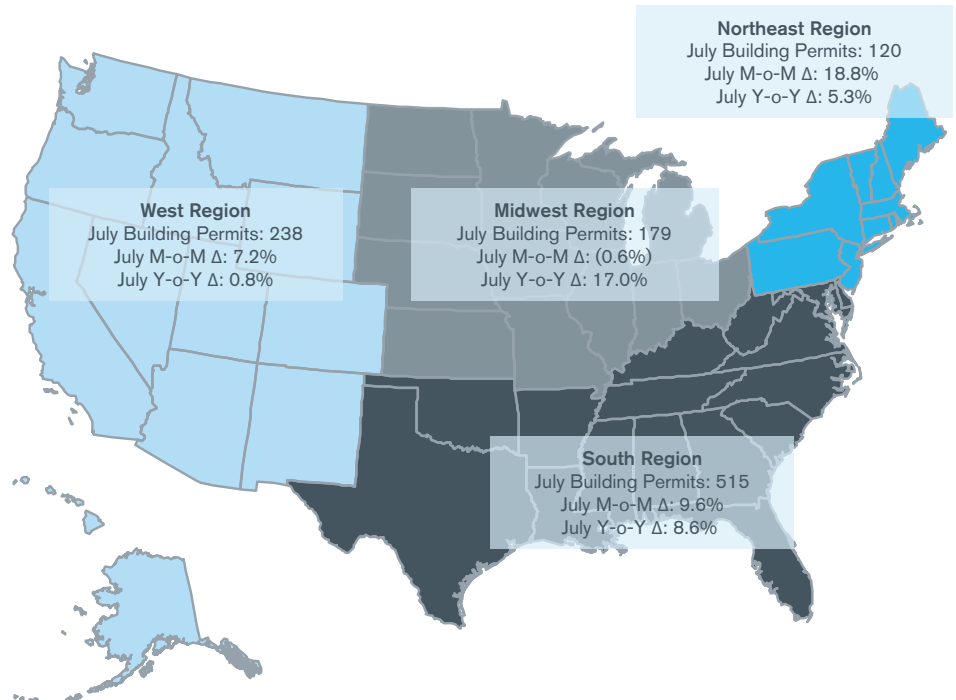 Northeast Region
July Building Permits: 120
July M-o-M Δ: 18.8%
July Y-o-Y Δ: 5.3%
West Region
July Building Permits: 238
July M-o-M Δ: 7.2%
July Y-o-Y Δ: 0.8%
Midwest Region
July Building Permits: 179
July M-o-M Δ: (0.6%)
July Y-o-Y Δ: 17.0%
South Region
July Building Permits: 515
July M-o-M Δ: 9.6%
July Y-o-Y Δ: 8.6%